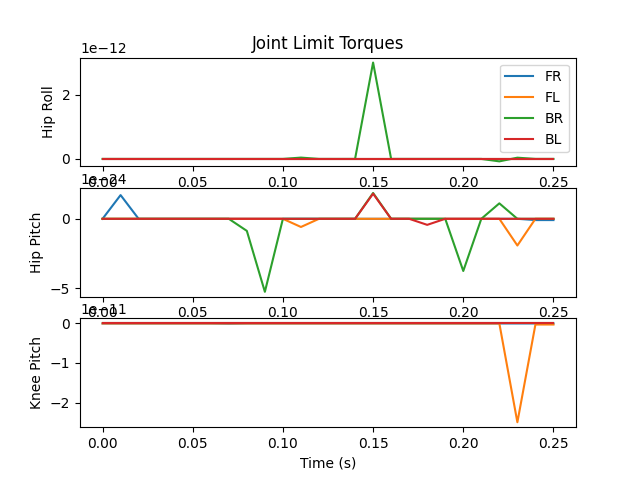 Joint Limit Torques
1e−12
Hip Roll
2
0
FR
FL
BR
BL
0.00 0.05 0.10 0.15 0.20 0.25
1e−24
Hip Pitch
0
−5
0.00 0.05 0.10 0.15 0.20 0.25
1e−11
Knee Pitch
0
−1
−2
0.00 0.05 0.10 0.15 0.20 0.25
Time (s)